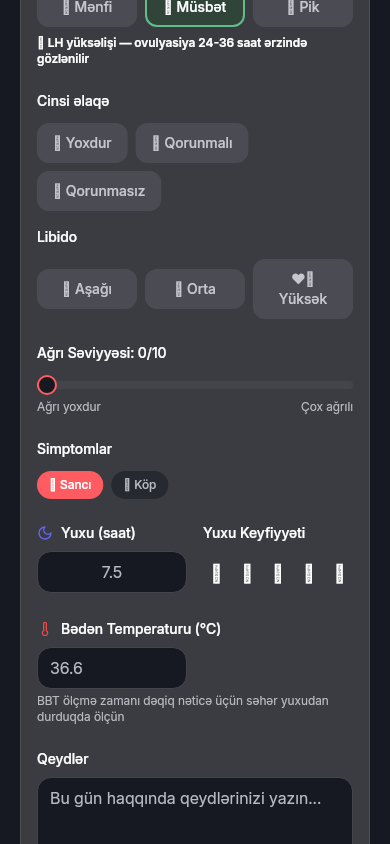 Mənfi
Müsbət
Pik
LH yüksəlişi — ovulyasiya 24-36 saat ərzində
gözlənilir
Cinsi əlaqə
Yoxdur
Qorunmalı
Qorunmasız
Libido
Aşağı
Orta
Yüksək
Ağrı Səviyyəsi: 0/10
Ağrı yoxdur
Çox ağrılı
Simptomlar
Sancı
Köp
Yuxu (saat)
Yuxu Keyfiyyəti
7.5
Bədən Temperaturu (°C)
36.6
BBT ölçmə zamanı dəqiq nəticə üçün səhər yuxudan
durduqda ölçün
Qeydlər
Bu gün haqqında qeydlərinizi yazın...